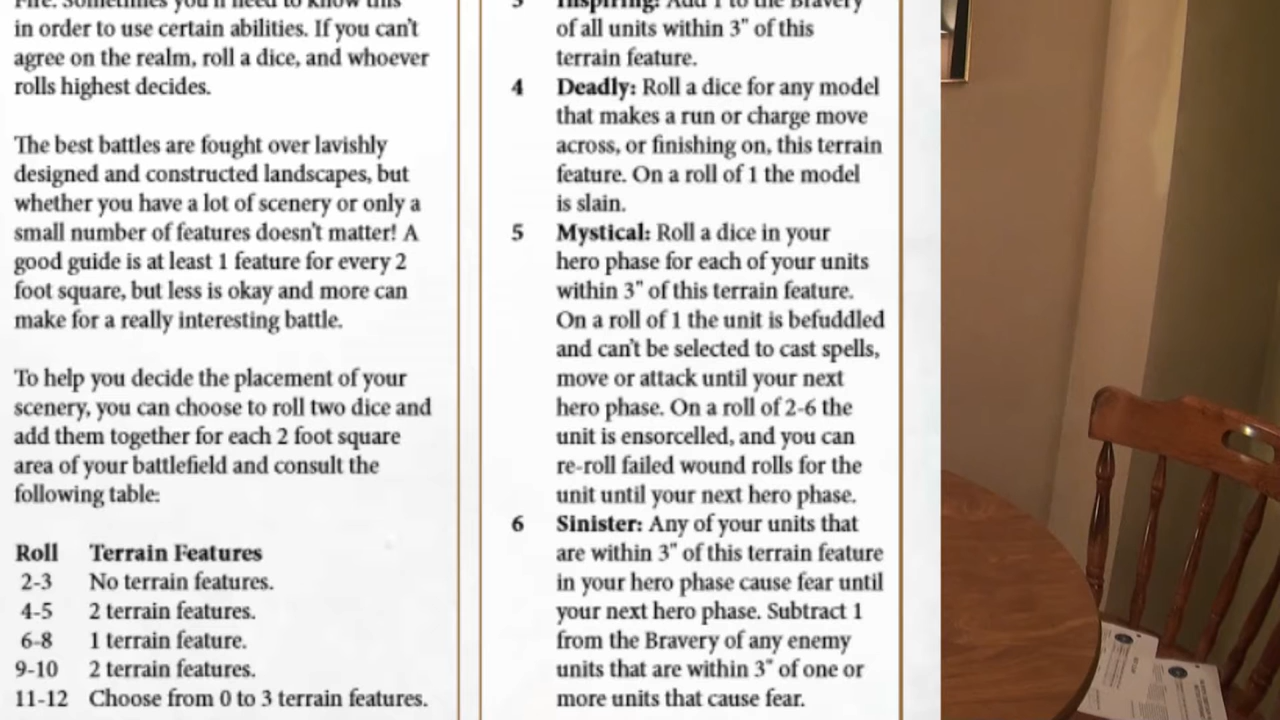 Fire. Sometimes you'll need to know this
in order to use certain abilities. If you can't
agree on the realm, roll a dice, and whoever
rolls highest decides.
The best battles are fought over lavishly
designed and constructed landscapes, but
whether you have a lot of scenery or only a
small number of features doesn't matter! A
good guide is at least 1 feature for every 2
foot square, but less is okay and more can
make for a really interesting battle.
To help you decide the placement of your
scenery, you can choose to roll two dice and
add them together for each 2 foot square
area of your battlefield and consult the
following table:
Roll Terrain Features
2-3 No terrain features.
4-5 2 terrain features.
6-8 1 terrain feature.
9-10 2 terrain features.
11-12 Choose from 0 to 3 terrain features.
3 Inspiring: Add 1 to the Bravery
of all units within 3" of this
terrain feature.
4 Deadly: Roll a dice for any model
that makes a run or charge move
across, or finishing on, this terrain
feature. On a roll of 1 the model
is slain.
5 Mystical: Roll a dice in your
hero phase for each of your units
within 3" of this terrain feature.
On a roll of 1 the unit is befuddled
and can't be selected to cast spells,
move or attack until your next
hero phase. On a roll of 2-6 the
unit is ensorcelled, and you can
re-roll failed wound rolls for the
unit until your next hero phase.
6 Sinister: Any of your units that
are within 3" of this terrain feature
in your hero phase cause fear until
your next hero phase. Subtract 1
from the Bravery of any enemy
units that are within 3" of one or
more units that cause fear.